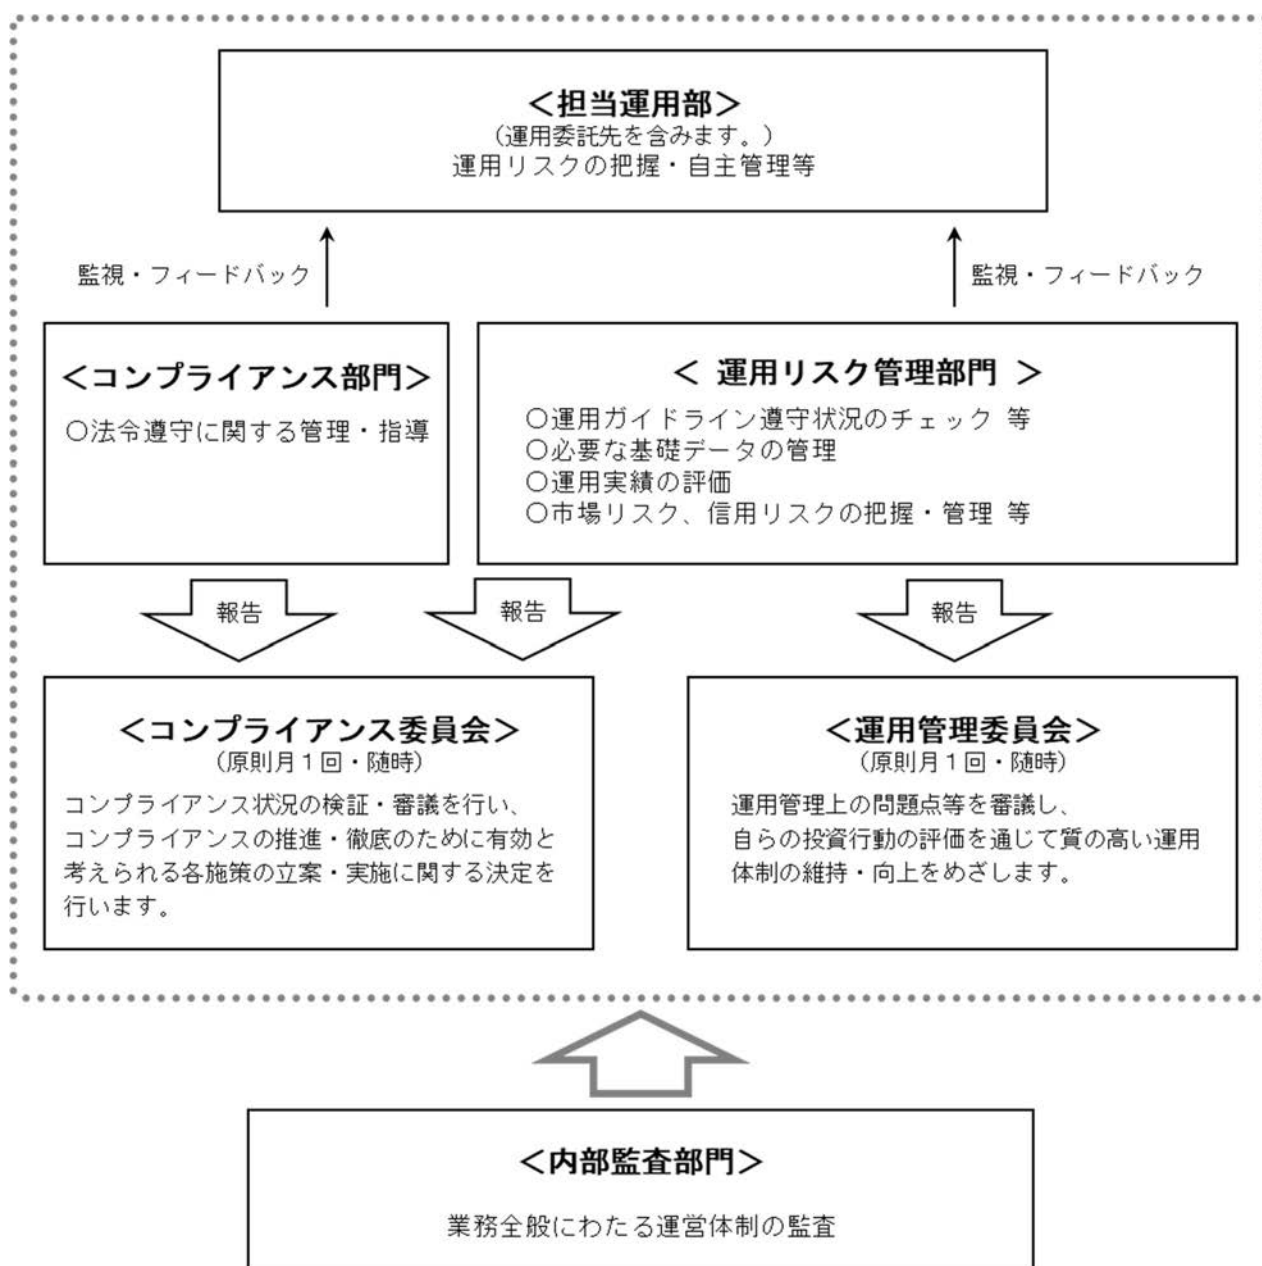 ＜担当運用部＞
（運用委託先を含みます。）
運用リスクの把握・自主管理等
監視・フィードバック
監視・フィードバック
＜コンプライアンス部門＞
○法令遵守に関する管理・指導
＜ 運用リスク管理部門 ＞
○運用ガイドライン遵守状況のチェック 等
○必要な基礎データの管理
○運用実績の評価
○市場リスク、信用リスクの把握・管理 等
報告
報告
報告
＜コンプライアンス委員会＞
（原則月１回・随時）
コンプライアンス状況の検証・審議を行い、
コンプライアンスの推進・徹底のために有効と
考えられる各施策の立案・実施に関する決定を
行います。
＜運用管理委員会＞
（原則月１回・随時）
運用管理上の問題点等を審議し、
自らの投資行動の評価を通じて質の高い運用
体制の維持・向上をめざします。
＜内部監査部門＞
業務全般にわたる運営体制の監査